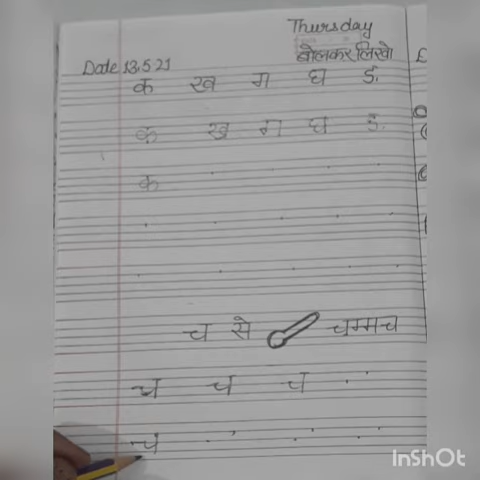 Thursday
Date 13.5.21
बोलकर लिखो
क ख ग घ ङ
क ख ग घ ङ
क
च से चम्मच
च च च
च
InShOt